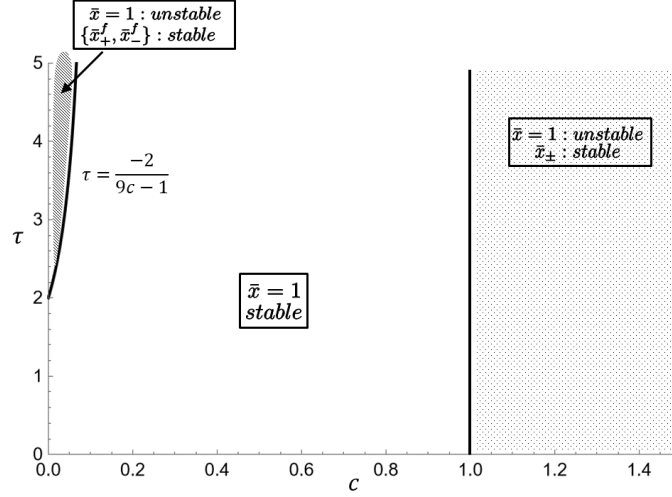 x̄ = 1 : unstable
{x̄₊ᶠ, x̄₋ᶠ} : stable
5
4
3
2
1
0
τ
τ = −2 / (9c − 1)
x̄ = 1
stable
x̄ = 1 : unstable
x̄± : stable
0.0 0.2 0.4 0.6 0.8 1.0 1.2 1.4
c